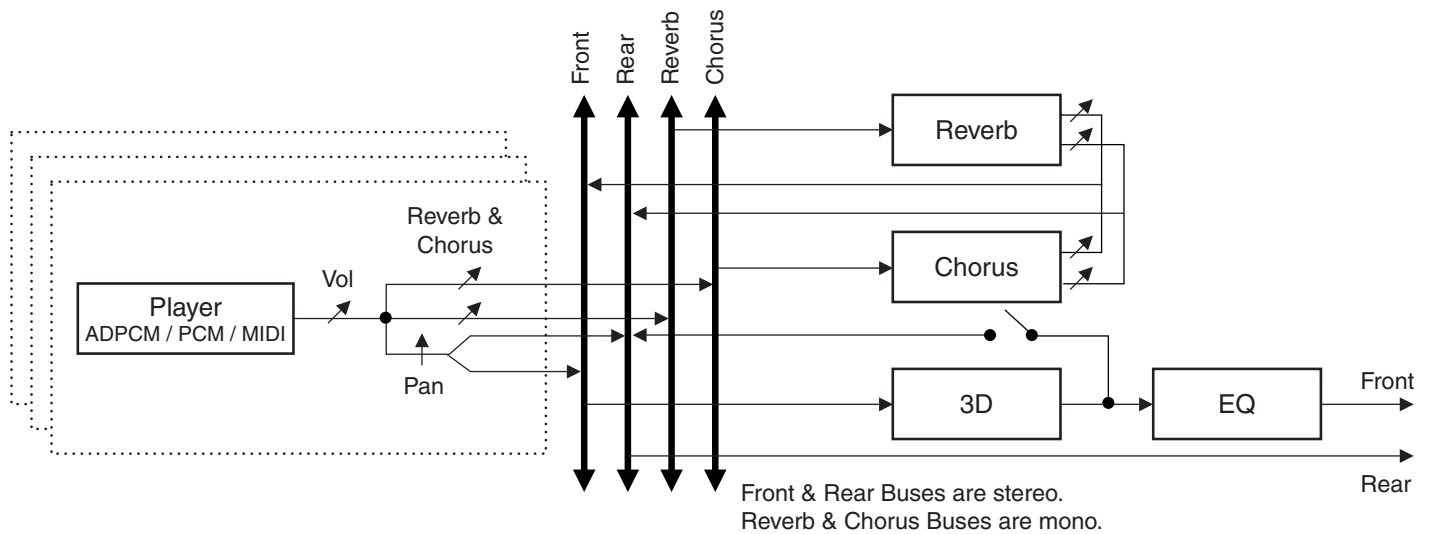 Front
Rear
Reverb
Chorus
Reverb
Reverb &
Chorus
Vol
Chorus
Player
ADPCM / PCM / MIDI
Pan
3D
EQ
Front
Rear
Front & Rear Buses are stereo.
Reverb & Chorus Buses are mono.